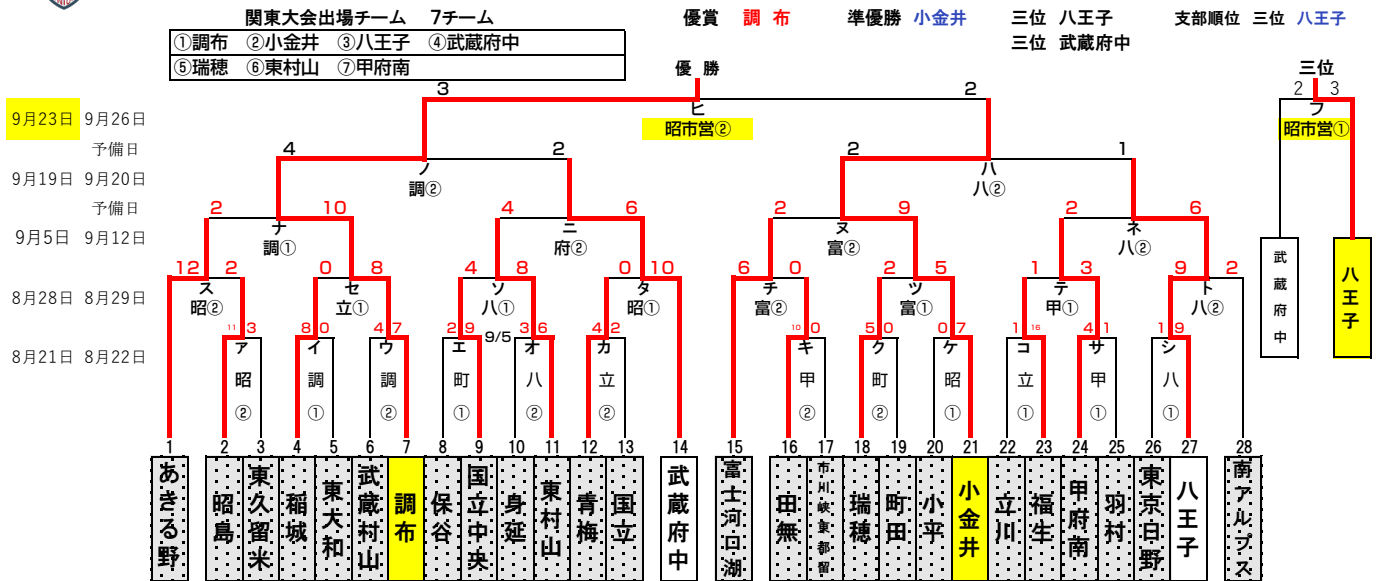 関東大会出場チーム 7チーム 優賞 調 布 準優勝 小金井 三位 八王子 支部順位 三位 八王子
①調布 ②小金井 ③八王子 ④武蔵府中 三位 武蔵府中
⑤瑞穂 ⑥東村山 ⑦甲府南
優 勝 三位
3 2 2 3
9月23日 9月26日 ヒ フ
昭市営② 昭市営①
予備日
4 2 2 1
ノ ハ
9月19日 9月20日 調② 八②
予備日
2 10 4 6 2 9 2 6
ナ ニ ヌ ネ
9月5日 9月12日 調① 府② 富② 八②
武蔵府中 八王子
12 2 0 8 4 8 0 10 6 0 2 5 1 3 9 2
ス セ ソ タ チ ツ テ ト
8月28日 8月29日 昭② 立① 八① 昭① 富② 富① 甲① 八②
11 3 8 0 4 7 2 9 9/5 3 6 4 2 10 0 5 0 0 7 1 16 4 1 1 9
ア イ ウ エ オ カ キ ク ケ コ サ シ
8月21日 8月22日
昭 調 調 町 八 立 甲 町 昭 立 甲 八
② ① ② ① ② ② ② ② ① ① ① ①
1 2 3 4 5 6 7 8 9 10 11 12 13 14 15 16 17 18 19 20 21 22 23 24 25 26 27 28
あきる野
昭島
東久留米
稲城
東大和
武蔵村山
調布
保谷
国立中央
身延
東村山
青梅
国立
武蔵府中
富士河口湖
田無
市川峡東都留
瑞穂
町田
小平
小金井
立川
福生
甲府南
羽村
東京白野
八王子
南アルプス